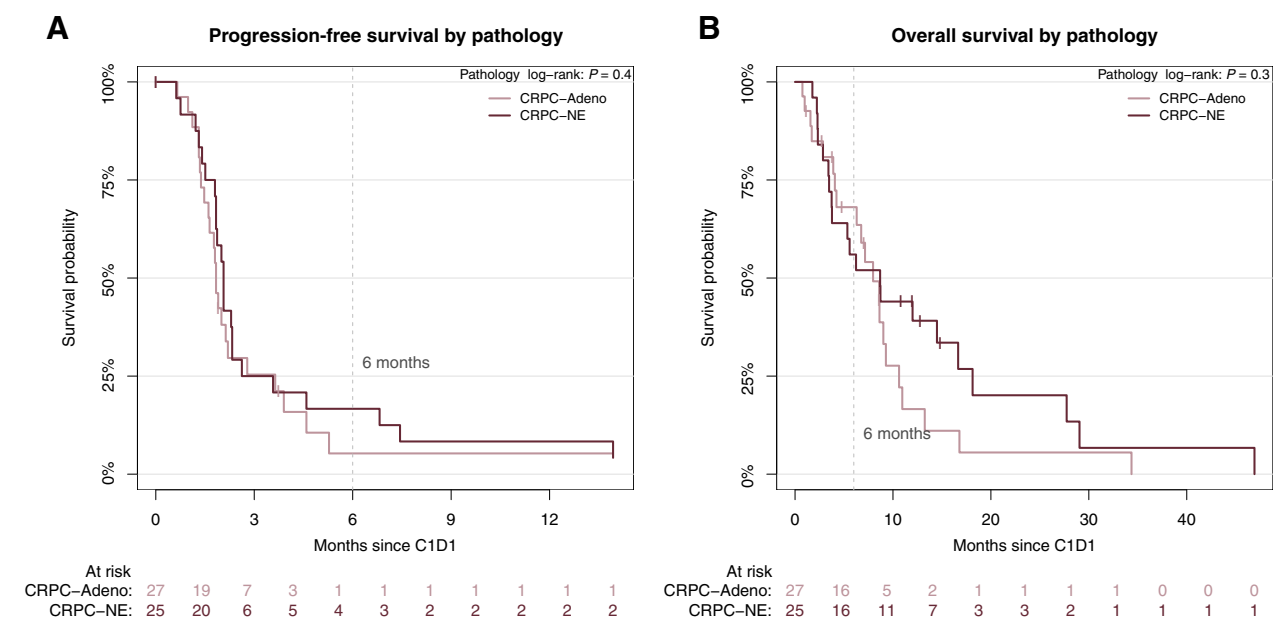 A
Progression-free survival by pathology
Pathology log−rank: P = 0.4
CRPC−Adeno
CRPC−NE
Survival probability
100%
75%
50%
25%
0%
6 months
0 3 6 9 12
Months since C1D1
At risk
CRPC−Adeno: 27 19 7 3 1 1 1 1 1 1 1
CRPC−NE: 25 20 6 5 4 3 2 2 2 2 2
B
Overall survival by pathology
Pathology log−rank: P = 0.3
CRPC−Adeno
CRPC−NE
Survival probability
100%
75%
50%
25%
0%
6 months
0 10 20 30 40
Months since C1D1
At risk
CRPC−Adeno: 27 16 5 2 1 1 1 1 0 0 0
CRPC−NE: 25 16 11 7 3 3 2 1 1 1 1